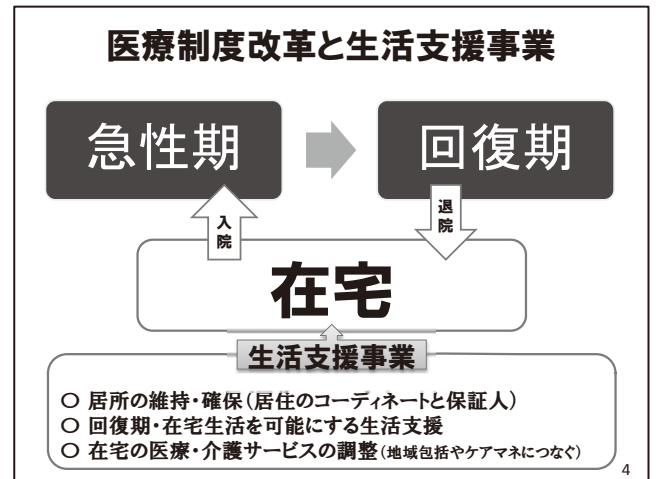 医療制度改革と生活支援事業
急性期
回復期
入院
退院
在宅
生活支援事業
○ 居所の維持・確保（居住のコーディネートと保証人）
○ 回復期・在宅生活を可能にする生活支援
○ 在宅の医療・介護サービスの調整（地域包括やケアマネにつなぐ）
4